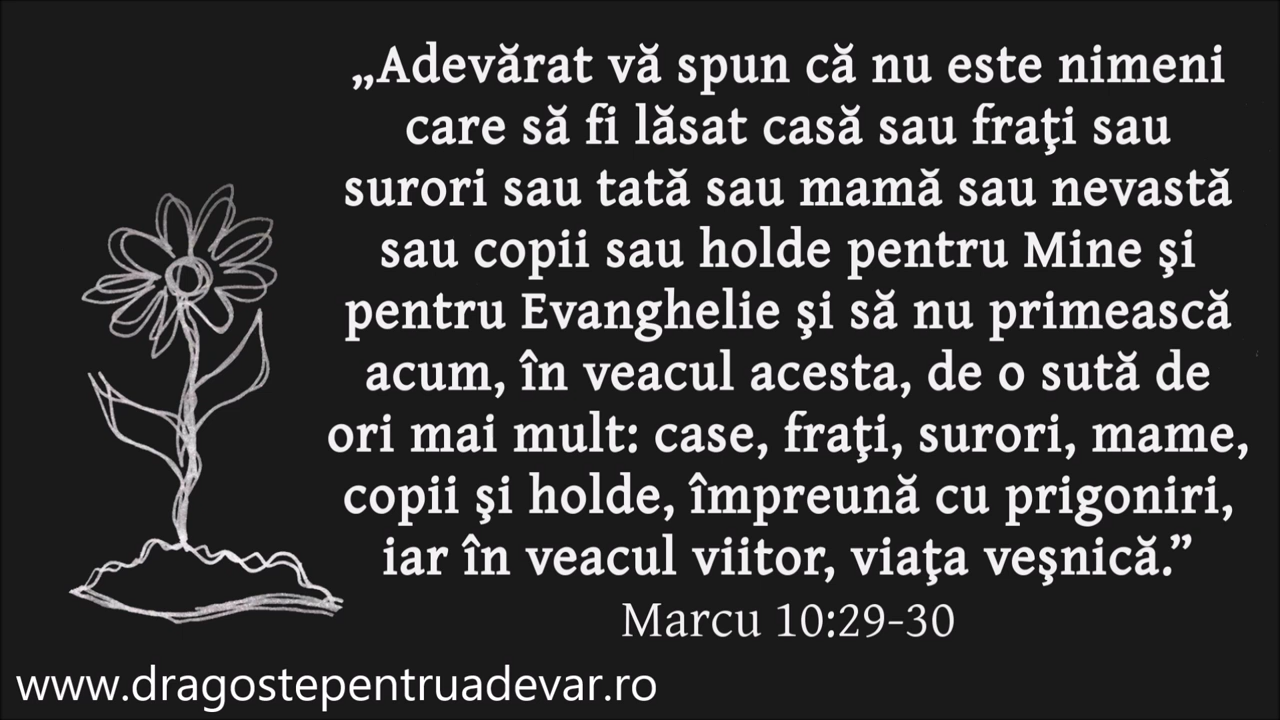 „Adevărat vă spun că nu este nimeni
care să fi lăsat casă sau fraţi sau
surori sau tată sau mamă sau nevastă
sau copii sau holde pentru Mine şi
pentru Evanghelie şi să nu primească
acum, în veacul acesta, de o sută de
ori mai mult: case, fraţi, surori, mame,
copii şi holde, împreună cu prigoniri,
iar în veacul viitor, viaţa veşnică.”
Marcu 10:29-30
www.dragostepentruadevar.ro